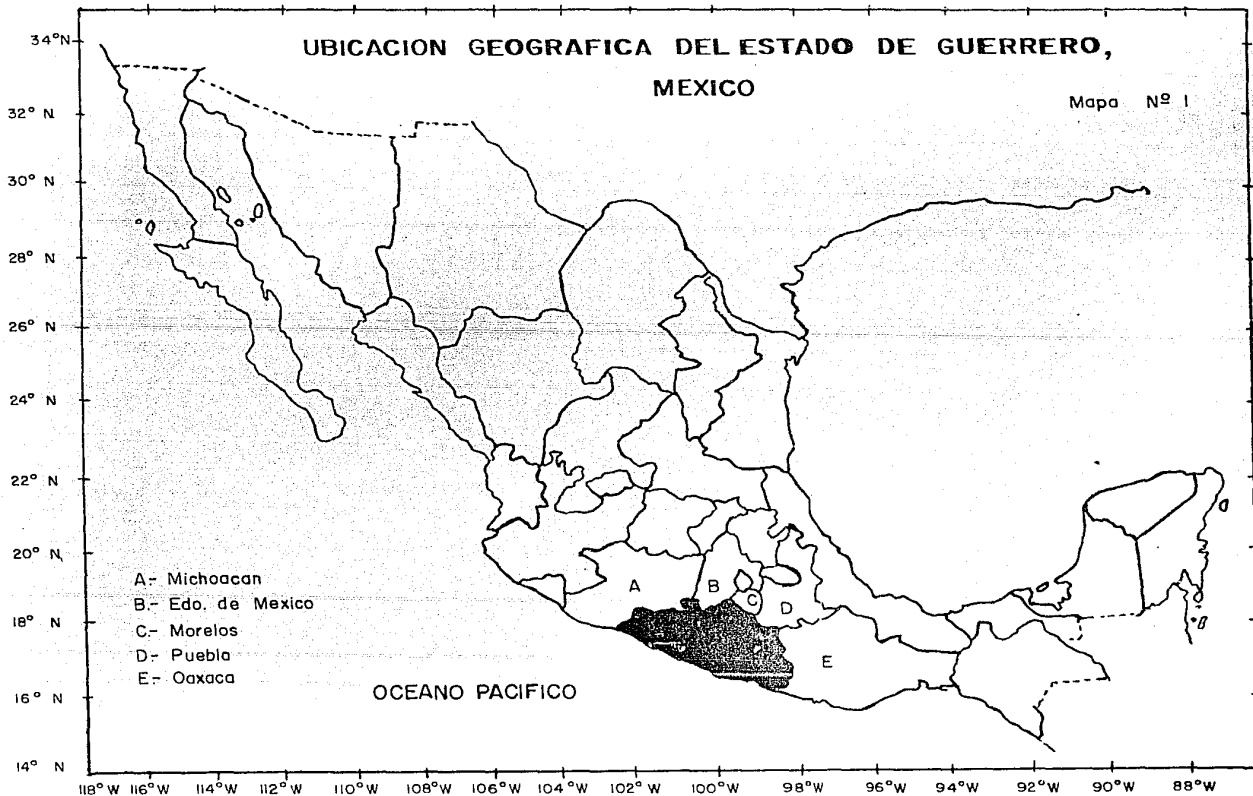 UBICACION GEOGRAFICA DEL ESTADO DE GUERRERO,
MEXICO
Mapa Nº 1
34°N
32° N
30° N
28° N
26° N
24° N
22° N
20° N
18° N
16° N
14° N
A.- Michoacan
B.- Edo. de Mexico
C.- Morelos
D.- Puebla
E.- Oaxaca
A
B
C
D
E
OCEANO PACIFICO
118°W 116°W 114°W 112°W 110°W 108°W 106°W 104°W 102°W 100°W 98°W 96°W 94°W 92°W 90°W 88°W